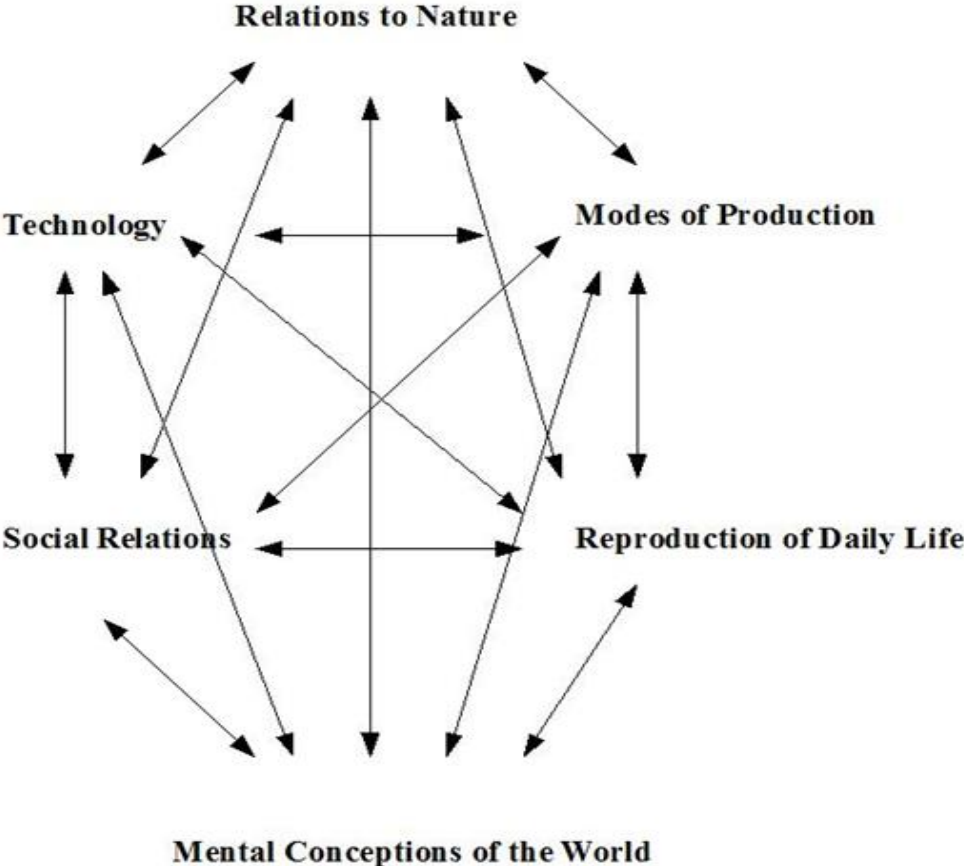 Relations to Nature
Technology
Modes of Production
Social Relations
Reproduction of Daily Life
Mental Conceptions of the World